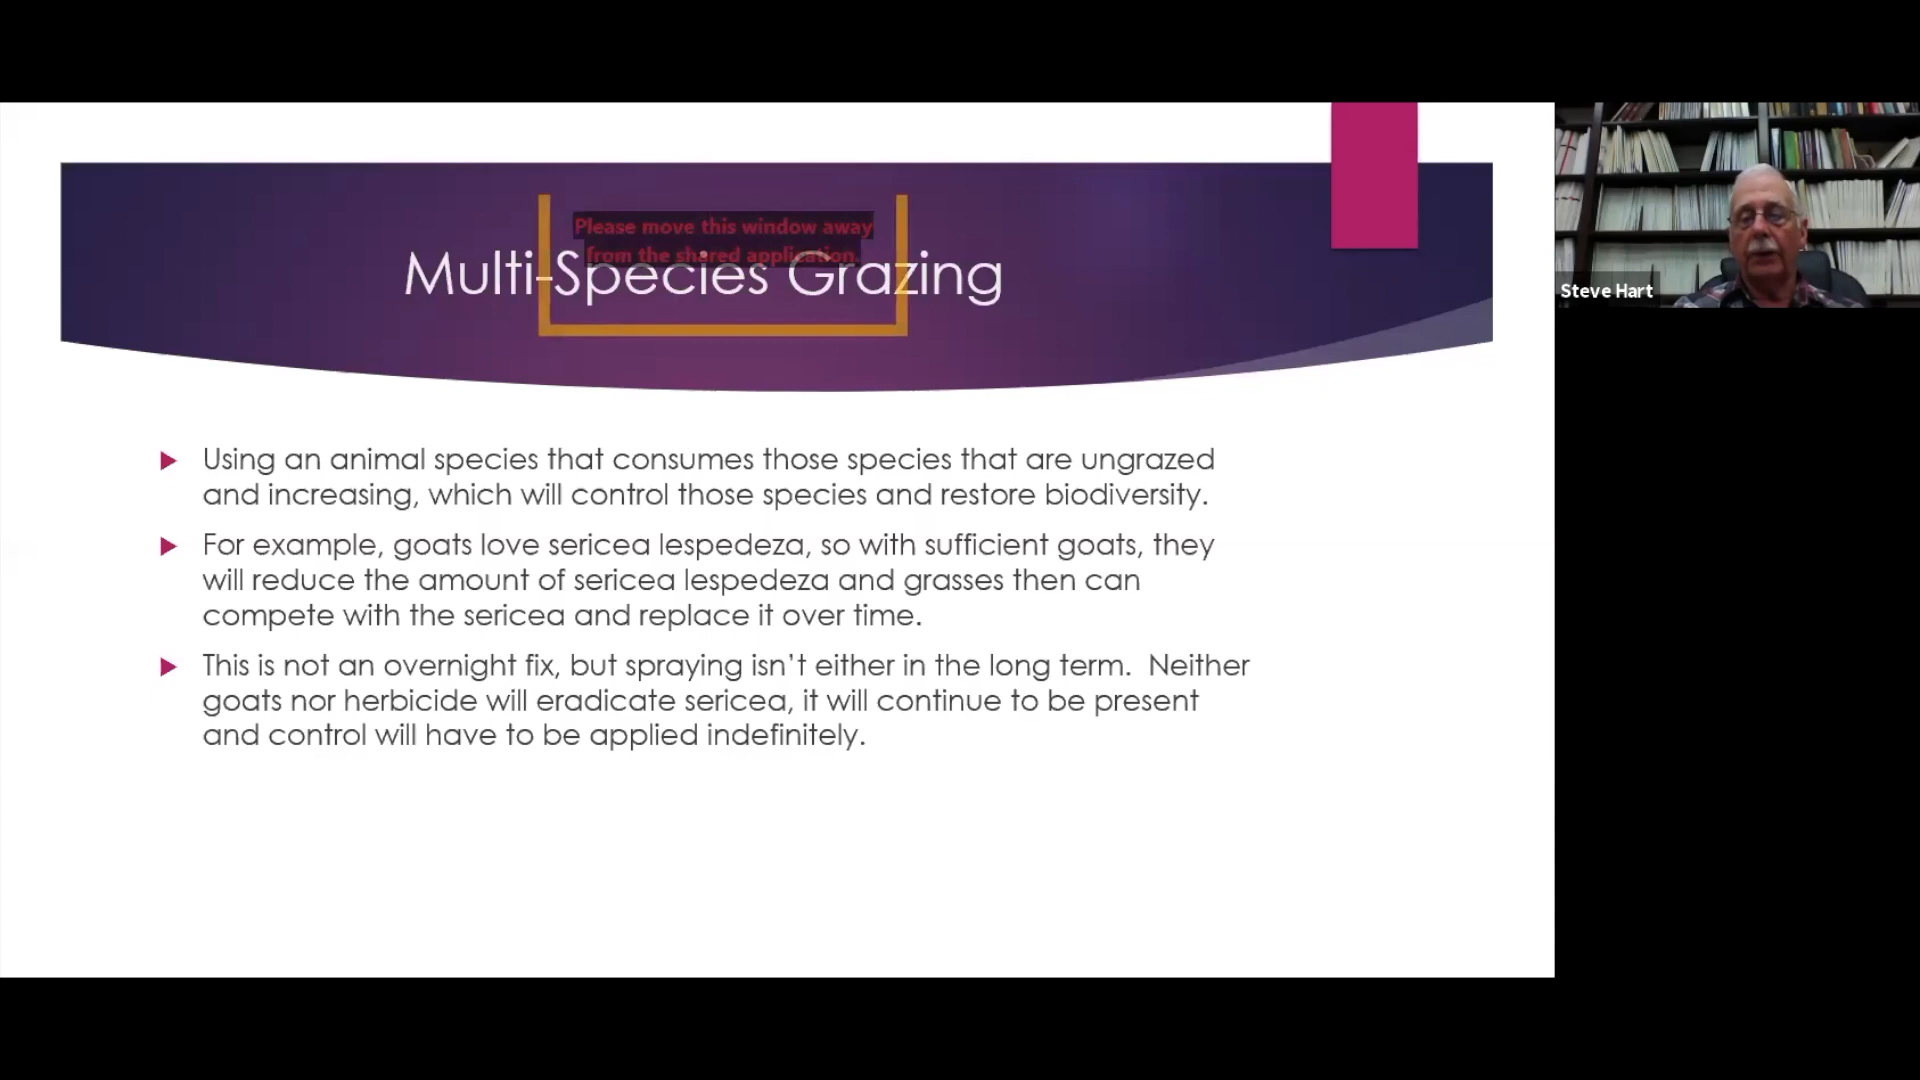 Please move this window away
from the shared application.
Multi-Species Grazing
Steve Hart
Using an animal species that consumes those species that are ungrazed
and increasing, which will control those species and restore biodiversity.
For example, goats love sericea lespedeza, so with sufficient goats, they
will reduce the amount of sericea lespedeza and grasses then can
compete with the sericea and replace it over time.
This is not an overnight fix, but spraying isn’t either in the long term.  Neither
goats nor herbicide will eradicate sericea, it will continue to be present
and control will have to be applied indefinitely.